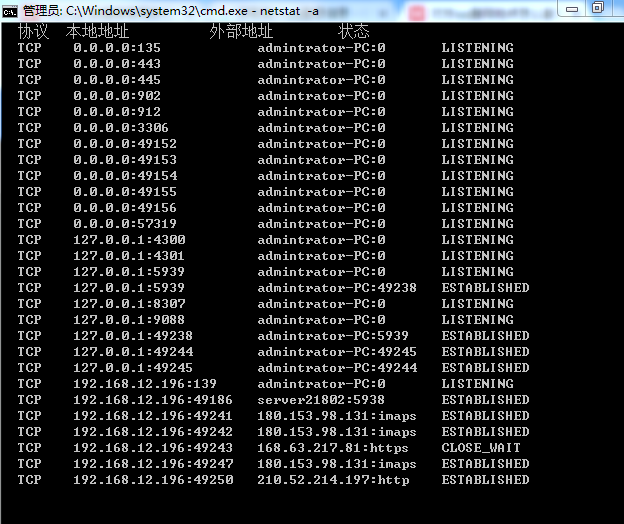 管理员: C:\Windows\system32\cmd.exe - netstat -a
协议 本地地址 外部地址 状态
TCP 0.0.0.0:135 admintrator-PC:0 LISTENING
TCP 0.0.0.0:443 admintrator-PC:0 LISTENING
TCP 0.0.0.0:445 admintrator-PC:0 LISTENING
TCP 0.0.0.0:902 admintrator-PC:0 LISTENING
TCP 0.0.0.0:912 admintrator-PC:0 LISTENING
TCP 0.0.0.0:3306 admintrator-PC:0 LISTENING
TCP 0.0.0.0:49152 admintrator-PC:0 LISTENING
TCP 0.0.0.0:49153 admintrator-PC:0 LISTENING
TCP 0.0.0.0:49154 admintrator-PC:0 LISTENING
TCP 0.0.0.0:49155 admintrator-PC:0 LISTENING
TCP 0.0.0.0:49156 admintrator-PC:0 LISTENING
TCP 0.0.0.0:57319 admintrator-PC:0 LISTENING
TCP 127.0.0.1:4300 admintrator-PC:0 LISTENING
TCP 127.0.0.1:4301 admintrator-PC:0 LISTENING
TCP 127.0.0.1:5939 admintrator-PC:0 LISTENING
TCP 127.0.0.1:5939 admintrator-PC:49238 ESTABLISHED
TCP 127.0.0.1:8307 admintrator-PC:0 LISTENING
TCP 127.0.0.1:9088 admintrator-PC:0 LISTENING
TCP 127.0.0.1:49238 admintrator-PC:5939 ESTABLISHED
TCP 127.0.0.1:49244 admintrator-PC:49245 ESTABLISHED
TCP 127.0.0.1:49245 admintrator-PC:49244 ESTABLISHED
TCP 192.168.12.196:139 admintrator-PC:0 LISTENING
TCP 192.168.12.196:49186 server21802:5938 ESTABLISHED
TCP 192.168.12.196:49241 180.153.98.131:imaps ESTABLISHED
TCP 192.168.12.196:49242 180.153.98.131:imaps ESTABLISHED
TCP 192.168.12.196:49243 168.63.217.81:https CLOSE_WAIT
TCP 192.168.12.196:49247 180.153.98.131:imaps ESTABLISHED
TCP 192.168.12.196:49250 210.52.214.197:http ESTABLISHED